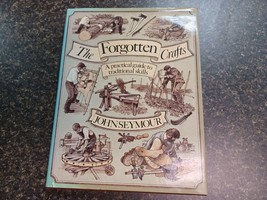 The Forgotten Crafts
A practical guide to
traditional skills
JOHN SEYMOUR